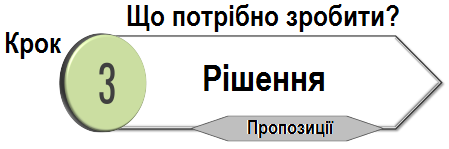 Що потрібно зробити?
Крок
3
Рішення
Пропозиції